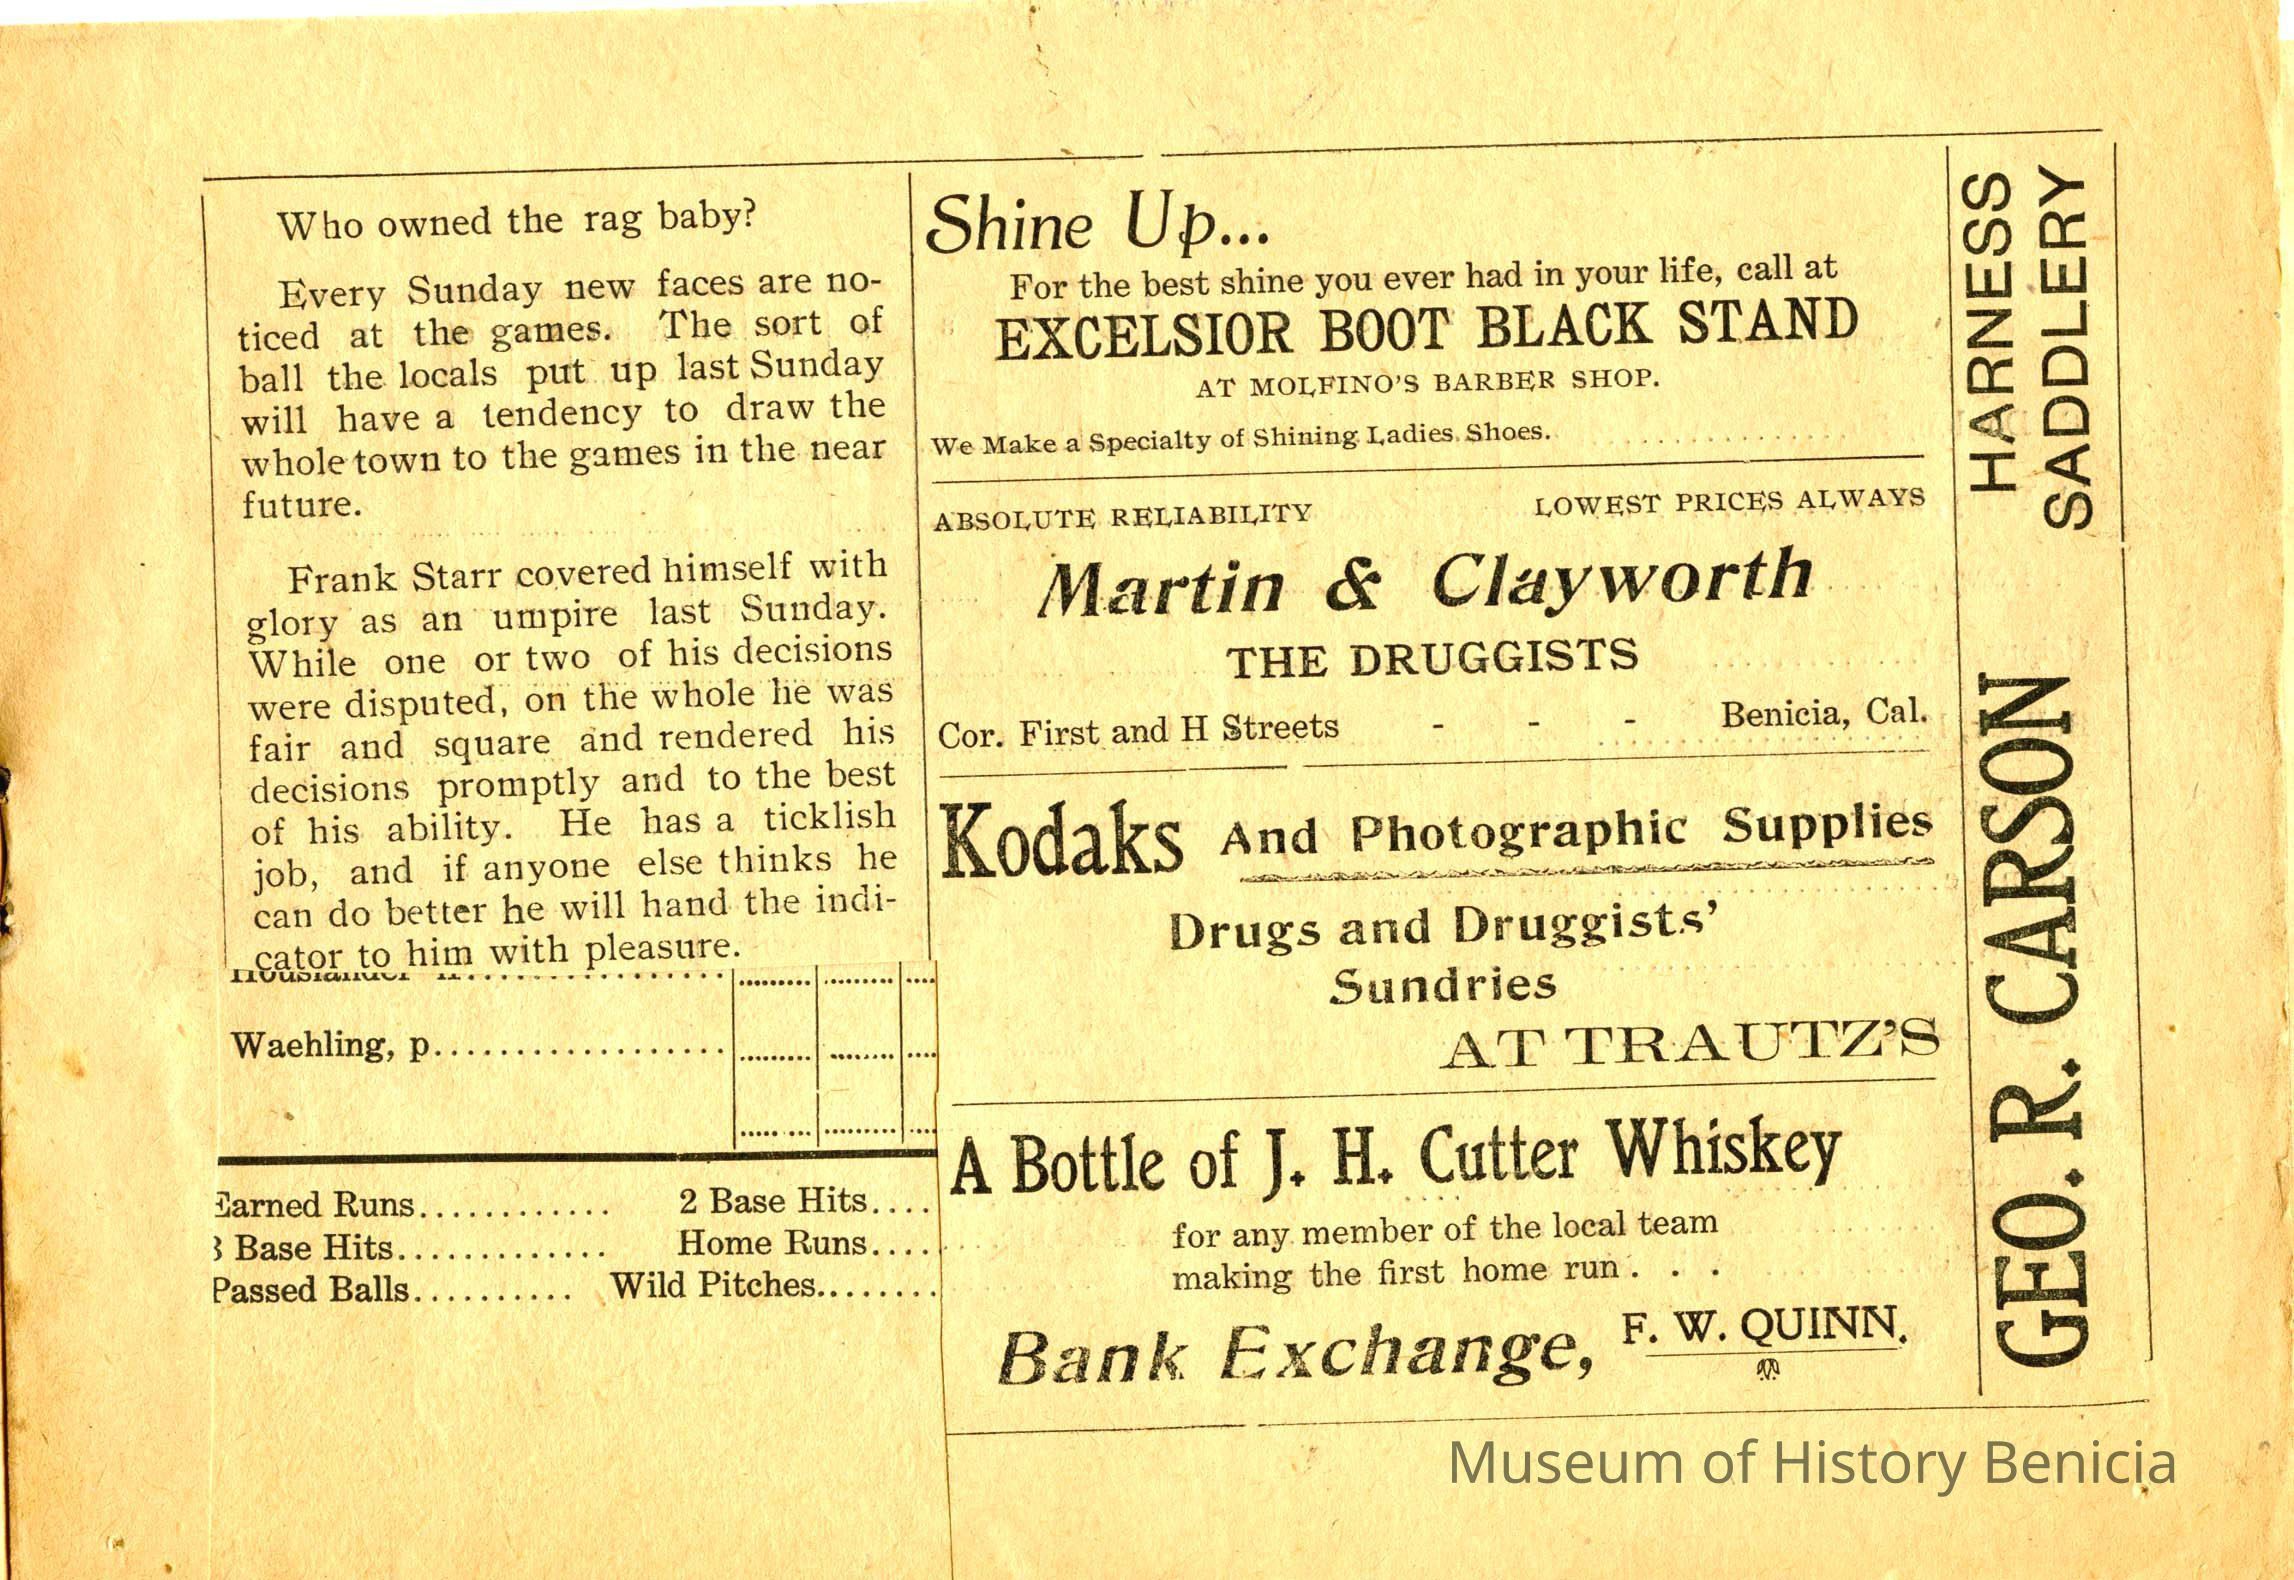 Who owned the rag baby?
Every Sunday new faces are no-
ticed at the games. The sort of
ball the locals put up last Sunday
will have a tendency to draw the
whole town to the games in the near
future.
Frank Starr covered himself with
glory as an umpire last Sunday.
While one or two of his decisions
were disputed, on the whole he was
fair and square and rendered his
decisions promptly and to the best
of his ability. He has a ticklish
job, and if anyone else thinks he
can do better he will hand the indi-
cator to him with pleasure.
Waehling, p..................
Earned Runs............ 2 Base Hits....
3 Base Hits............. Home Runs....
Passed Balls.......... Wild Pitches........
Shine Up...
For the best shine you ever had in your life, call at
EXCELSIOR BOOT BLACK STAND
AT MOLFINO'S BARBER SHOP.
We Make a Specialty of Shining Ladies Shoes.
ABSOLUTE RELIABILITY LOWEST PRICES ALWAYS
Martin & Clayworth
THE DRUGGISTS
Cor. First and H Streets - - - Benicia, Cal.
Kodaks And Photographic Supplies
Drugs and Druggists'
Sundries
AT TRAUTZ'S
A Bottle of J. H. Cutter Whiskey
for any member of the local team
making the first home run . . .
Bank Exchange, F. W. QUINN.
GEO. R. CARSON
HARNESS
SADDLERY
Museum of History Benicia